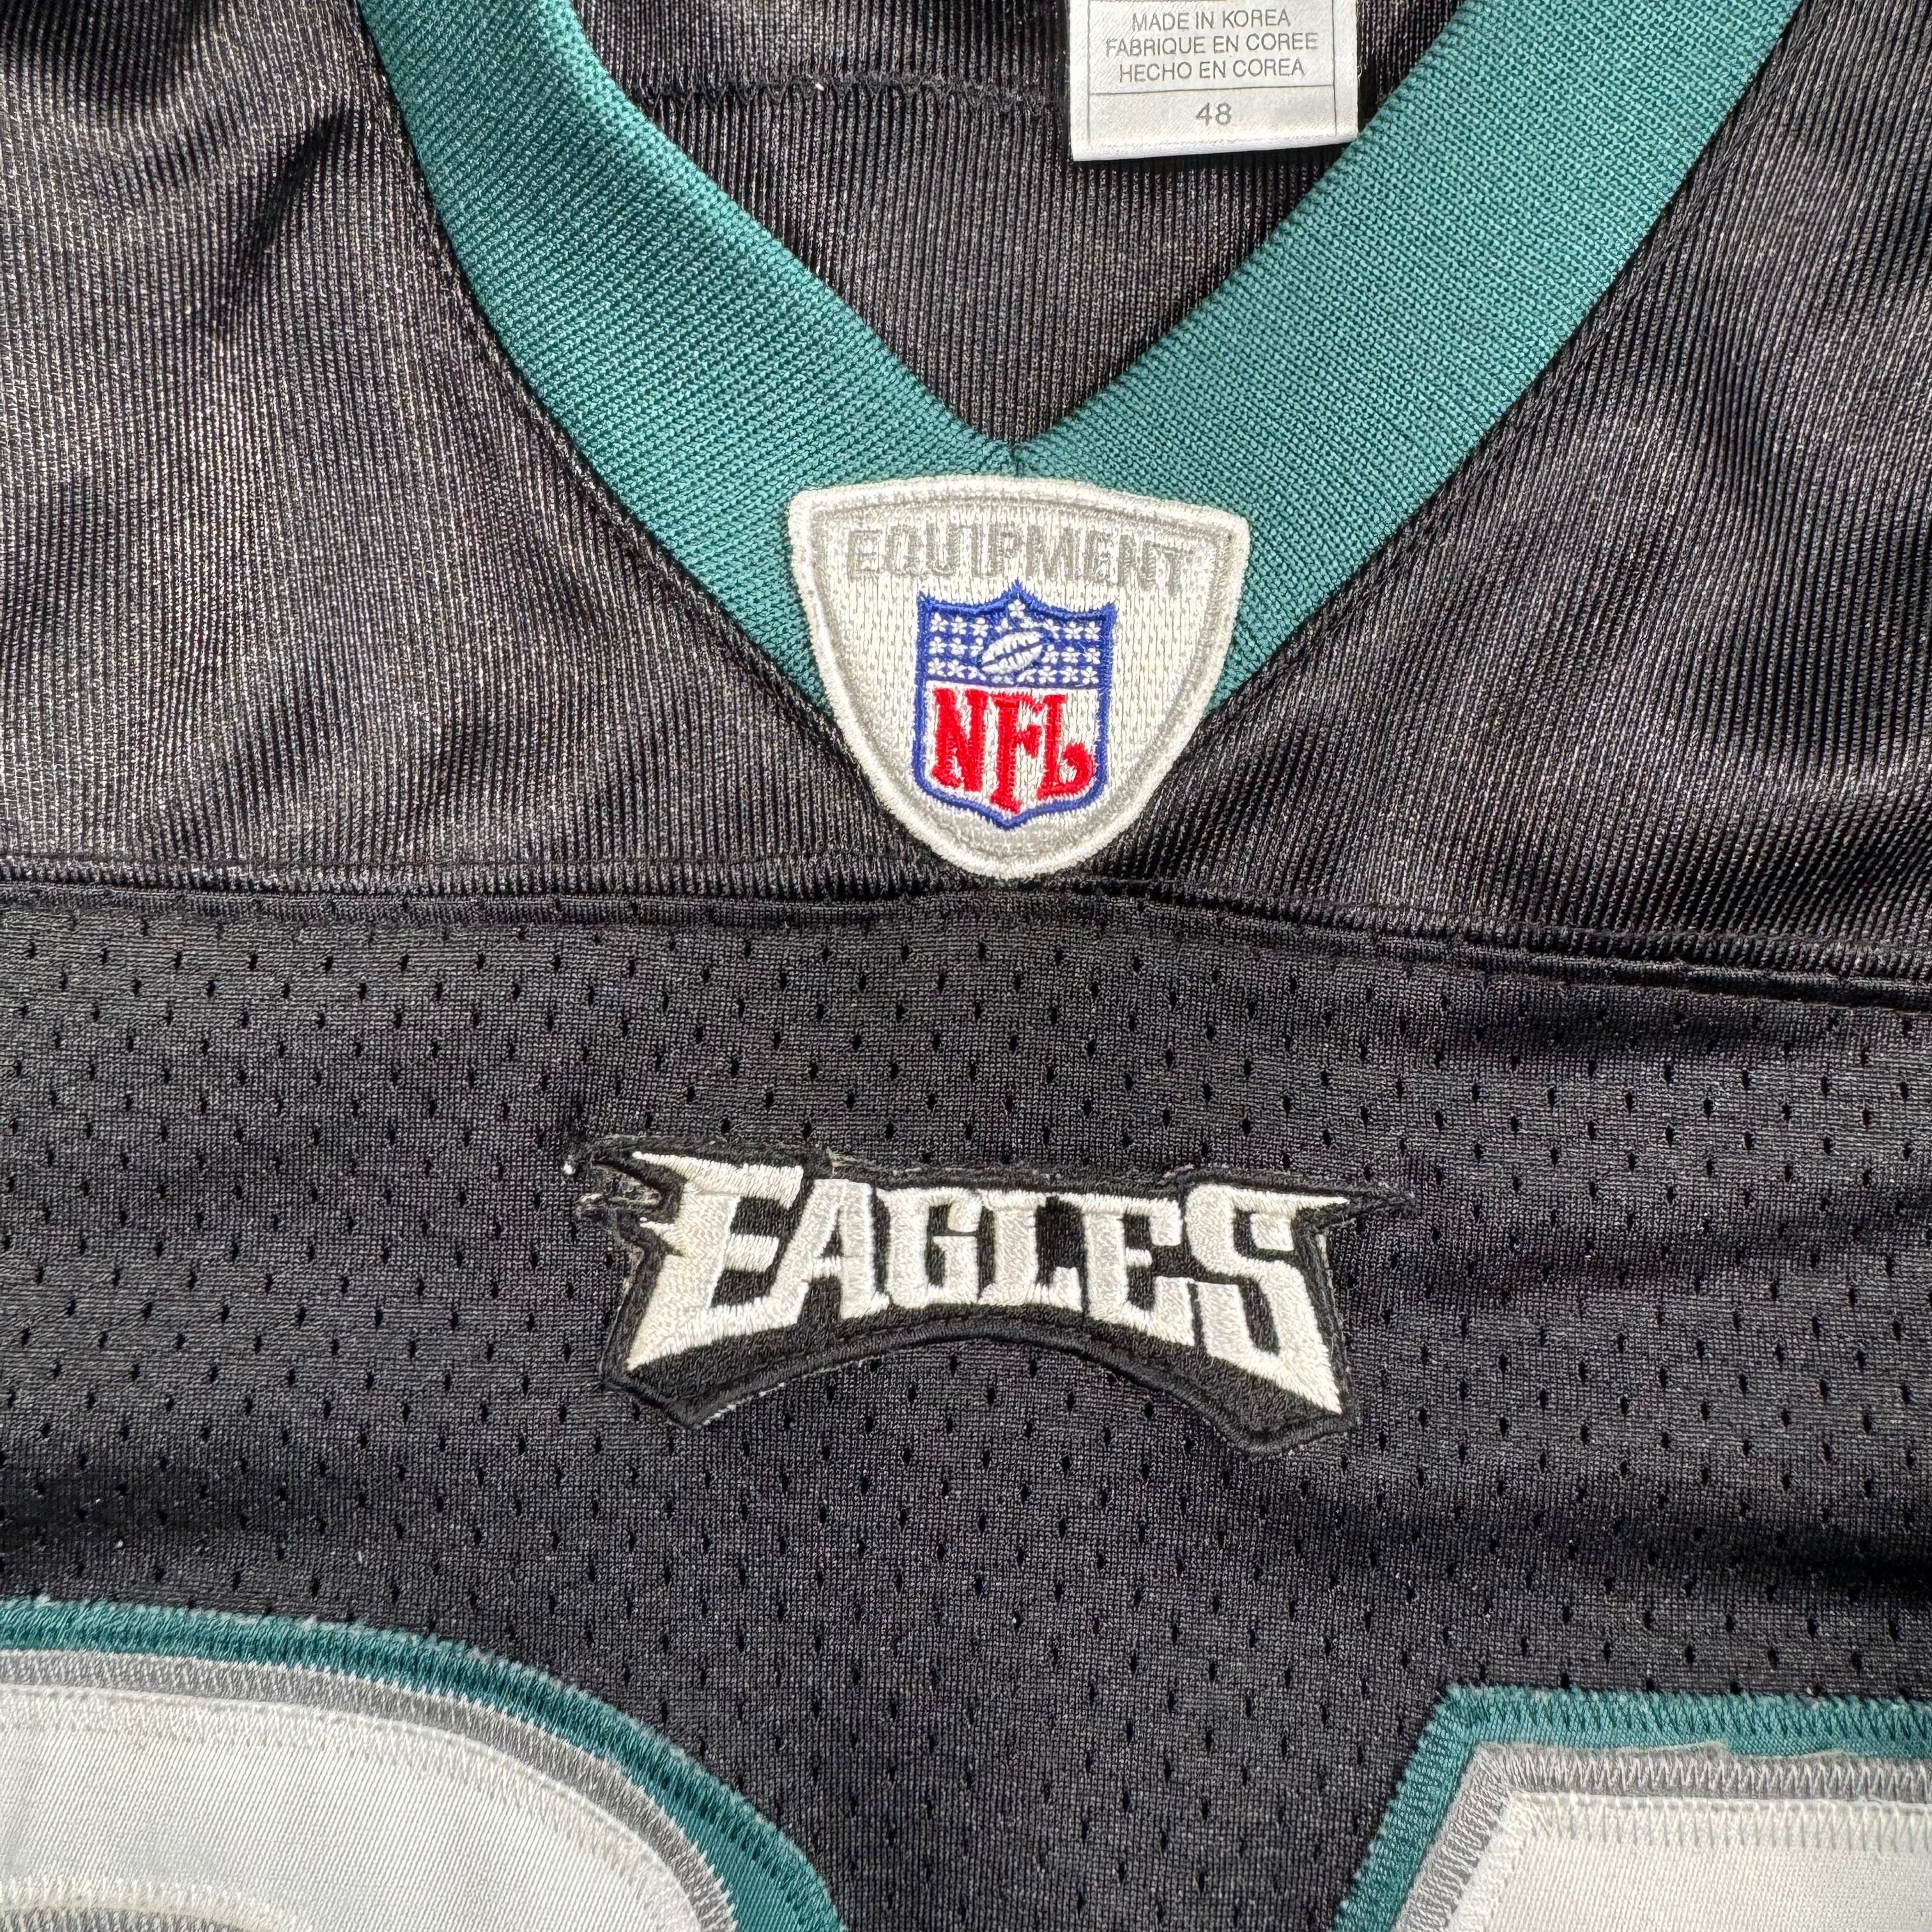 MADE IN KOREA
FABRIQUE EN COREE
HECHO EN COREA
48
EQUIPMENT
NFL
EAGLES